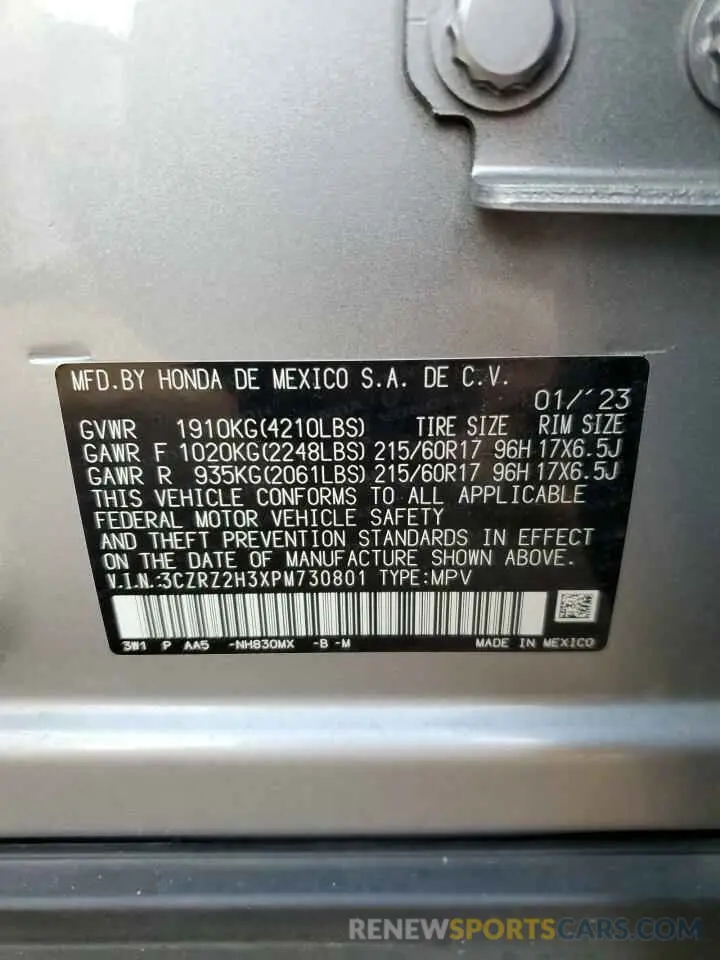 MFD.BY HONDA DE MEXICO S.A. DE C.V.
01/´23
GVWR 1910KG(4210LBS) TIRE SIZE RIM SIZE
GAWR F 1020KG(2248LBS) 215/60R17 96H 17X6.5J
GAWR R 935KG(2061LBS) 215/60R17 96H 17X6.5J
THIS VEHICLE CONFORMS TO ALL APPLICABLE
FEDERAL MOTOR VEHICLE SAFETY
AND THEFT PREVENTION STANDARDS IN EFFECT
ON THE DATE OF MANUFACTURE SHOWN ABOVE.
V.I.N.:3CZRZ2H3XPM730801 TYPE:MPV
3W1 P AA5 -NH830MX -B -M MADE IN MEXICO
RENEWSPORTSCARS.COM